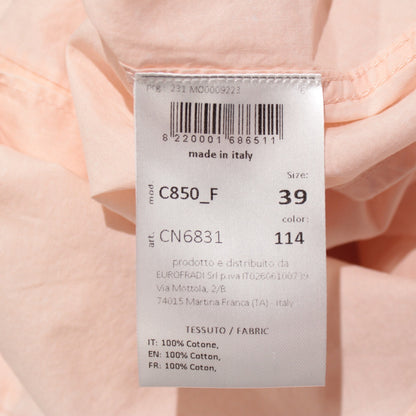 231 MO0009223
8 220001 686511
made in italy
Size:
mod. C850_F 39
color:
art. CN6831 114
prodotto e distribuito da
EUROFRADI Srl p.iva
Via Mottola, 2/B
74015 Martina Franca (TA) - Italy
TESSUTO / FABRIC
IT: 100% Cotone,
EN: 100% Cotton,
FR: 100% Coton,